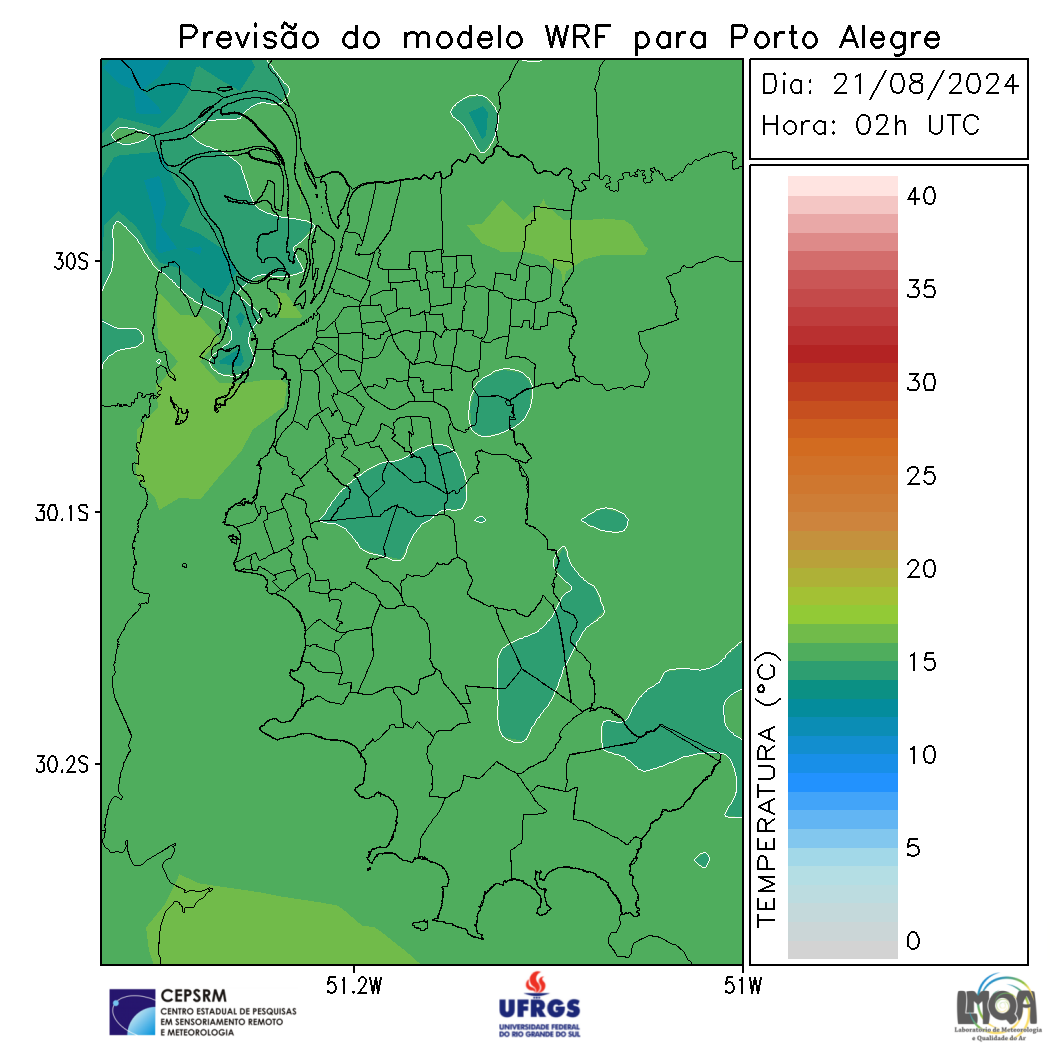 Previsão do modelo WRF para Porto Alegre
Dia: 21/08/2024
Hora: 02h UTC
40
35
30
25
20
15
10
5
0
TEMPERATURA (°C)
30S
30.1S
30.2S
51.2W
51W
CEPSRM
CENTRO ESTADUAL DE PESQUISAS
EM SENSORIAMENTO REMOTO
E METEOROLOGIA
UFRGS
UNIVERSIDADE FEDERAL
DO RIO GRANDE DO SUL
LMQA
Laboratório de Meteorologia
e Qualidade do Ar